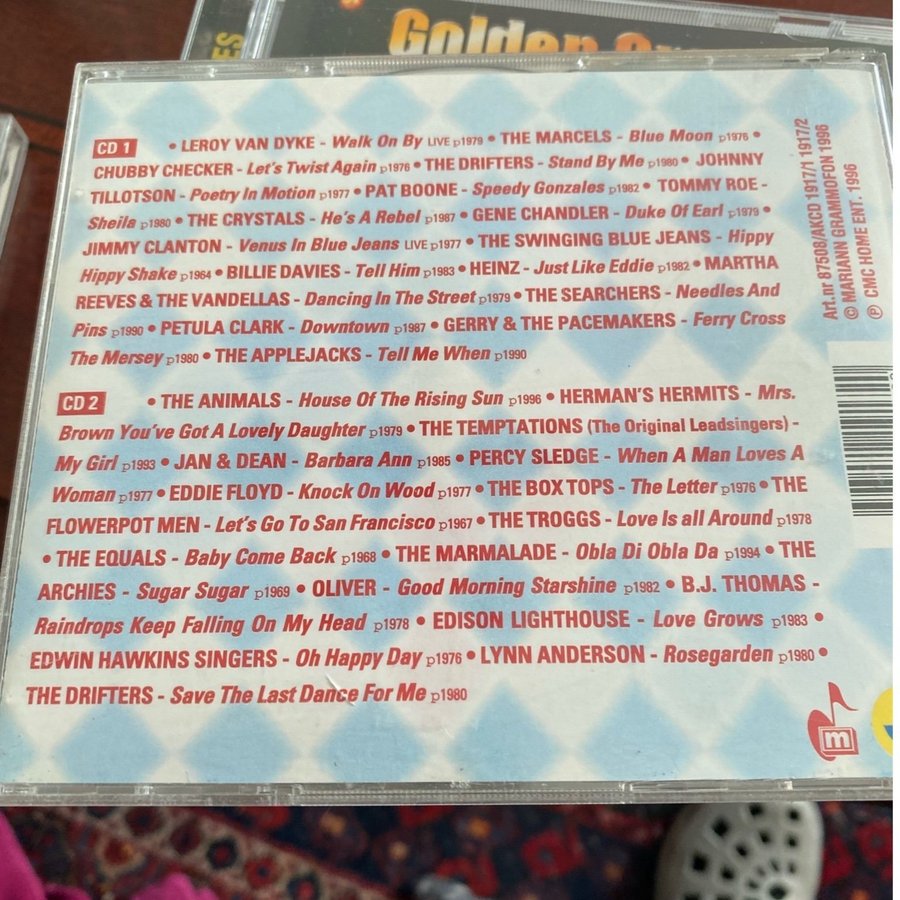 Golden
CD 1 • LEROY VAN DYKE - Walk On By LIVE p1979 • THE MARCELS - Blue Moon p1976 •
CHUBBY CHECKER - Let's Twist Again p1976 • THE DRIFTERS - Stand By Me p1980 • JOHNNY
TILLOTSON - Poetry In Motion p1977 • PAT BOONE - Speedy Gonzales p1982 • TOMMY ROE -
Sheila p1980 • THE CRYSTALS - He's A Rebel p1987 • GENE CHANDLER - Duke Of Earl p1979 •
JIMMY CLANTON - Venus In Blue Jeans LIVE p1977 • THE SWINGING BLUE JEANS - Hippy
Hippy Shake p1964 • BILLIE DAVIES - Tell Him p1983 • HEINZ - Just Like Eddie p1982 • MARTHA
REEVES & THE VANDELLAS - Dancing In The Street p1979 • THE SEARCHERS - Needles And
Pins p1990 • PETULA CLARK - Downtown p1987 • GERRY & THE PACEMAKERS - Ferry Cross
The Mersey p1980 • THE APPLEJACKS - Tell Me When p1990
CD 2 • THE ANIMALS - House Of The Rising Sun p1996 • HERMAN'S HERMITS - Mrs.
Brown You've Got A Lovely Daughter p1979 • THE TEMPTATIONS (The Original Leadsingers) -
My Girl p1993 • JAN & DEAN - Barbara Ann p1985 • PERCY SLEDGE - When A Man Loves A
Woman p1977 • EDDIE FLOYD - Knock On Wood p1977 • THE BOX TOPS - The Letter p1976 • THE
FLOWERPOT MEN - Let's Go To San Francisco p1967 • THE TROGGS - Love Is all Around p1978
• THE EQUALS - Baby Come Back p1968 • THE MARMALADE - Obla Di Obla Da p1994 • THE
ARCHIES - Sugar Sugar p1969 • OLIVER - Good Morning Starshine p1982 • B.J. THOMAS -
Raindrops Keep Falling On My Head p1978 • EDISON LIGHTHOUSE - Love Grows p1983 •
EDWIN HAWKINS SINGERS - Oh Happy Day p1976 • LYNN ANDERSON - Rosegarden p1980 •
THE DRIFTERS - Save The Last Dance For Me p1980
Art.nr 87508/AKCD 1917/1 1917/2
© MARIANN GRAMMOFON 1996
℗ CMC HOME ENT. 1996
m